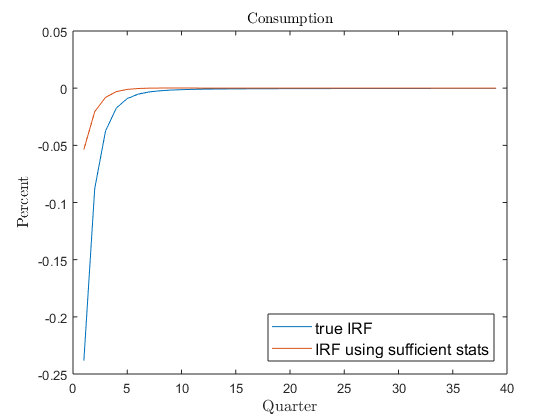 Consumption
0.05
0
-0.05
-0.1
-0.15
-0.2
-0.25
Percent
true IRF
IRF using sufficient stats
0 5 10 15 20 25 30 35 40
Quarter